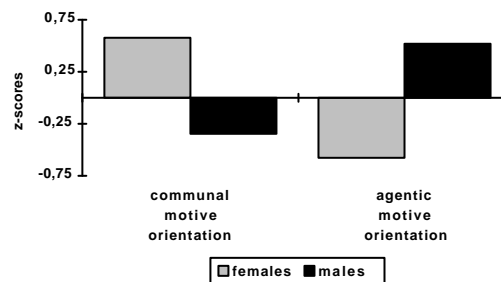 0,75
0,25
-0,25
-0,75
z-scores
communal
motive
orientation
agentic
motive
orientation
females males